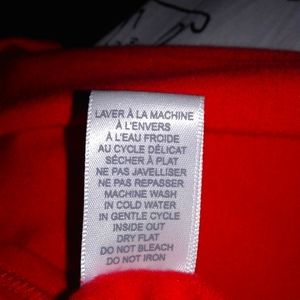 LAVER À LA MACHINE
À L'ENVERS
À L'EAU FROIDE
AU CYCLE DÉLICAT
SÉCHER À PLAT
NE PAS JAVELLISER
NE PAS REPASSER
MACHINE WASH
IN COLD WATER
IN GENTLE CYCLE
INSIDE OUT
DRY FLAT
DO NOT BLEACH
DO NOT IRON